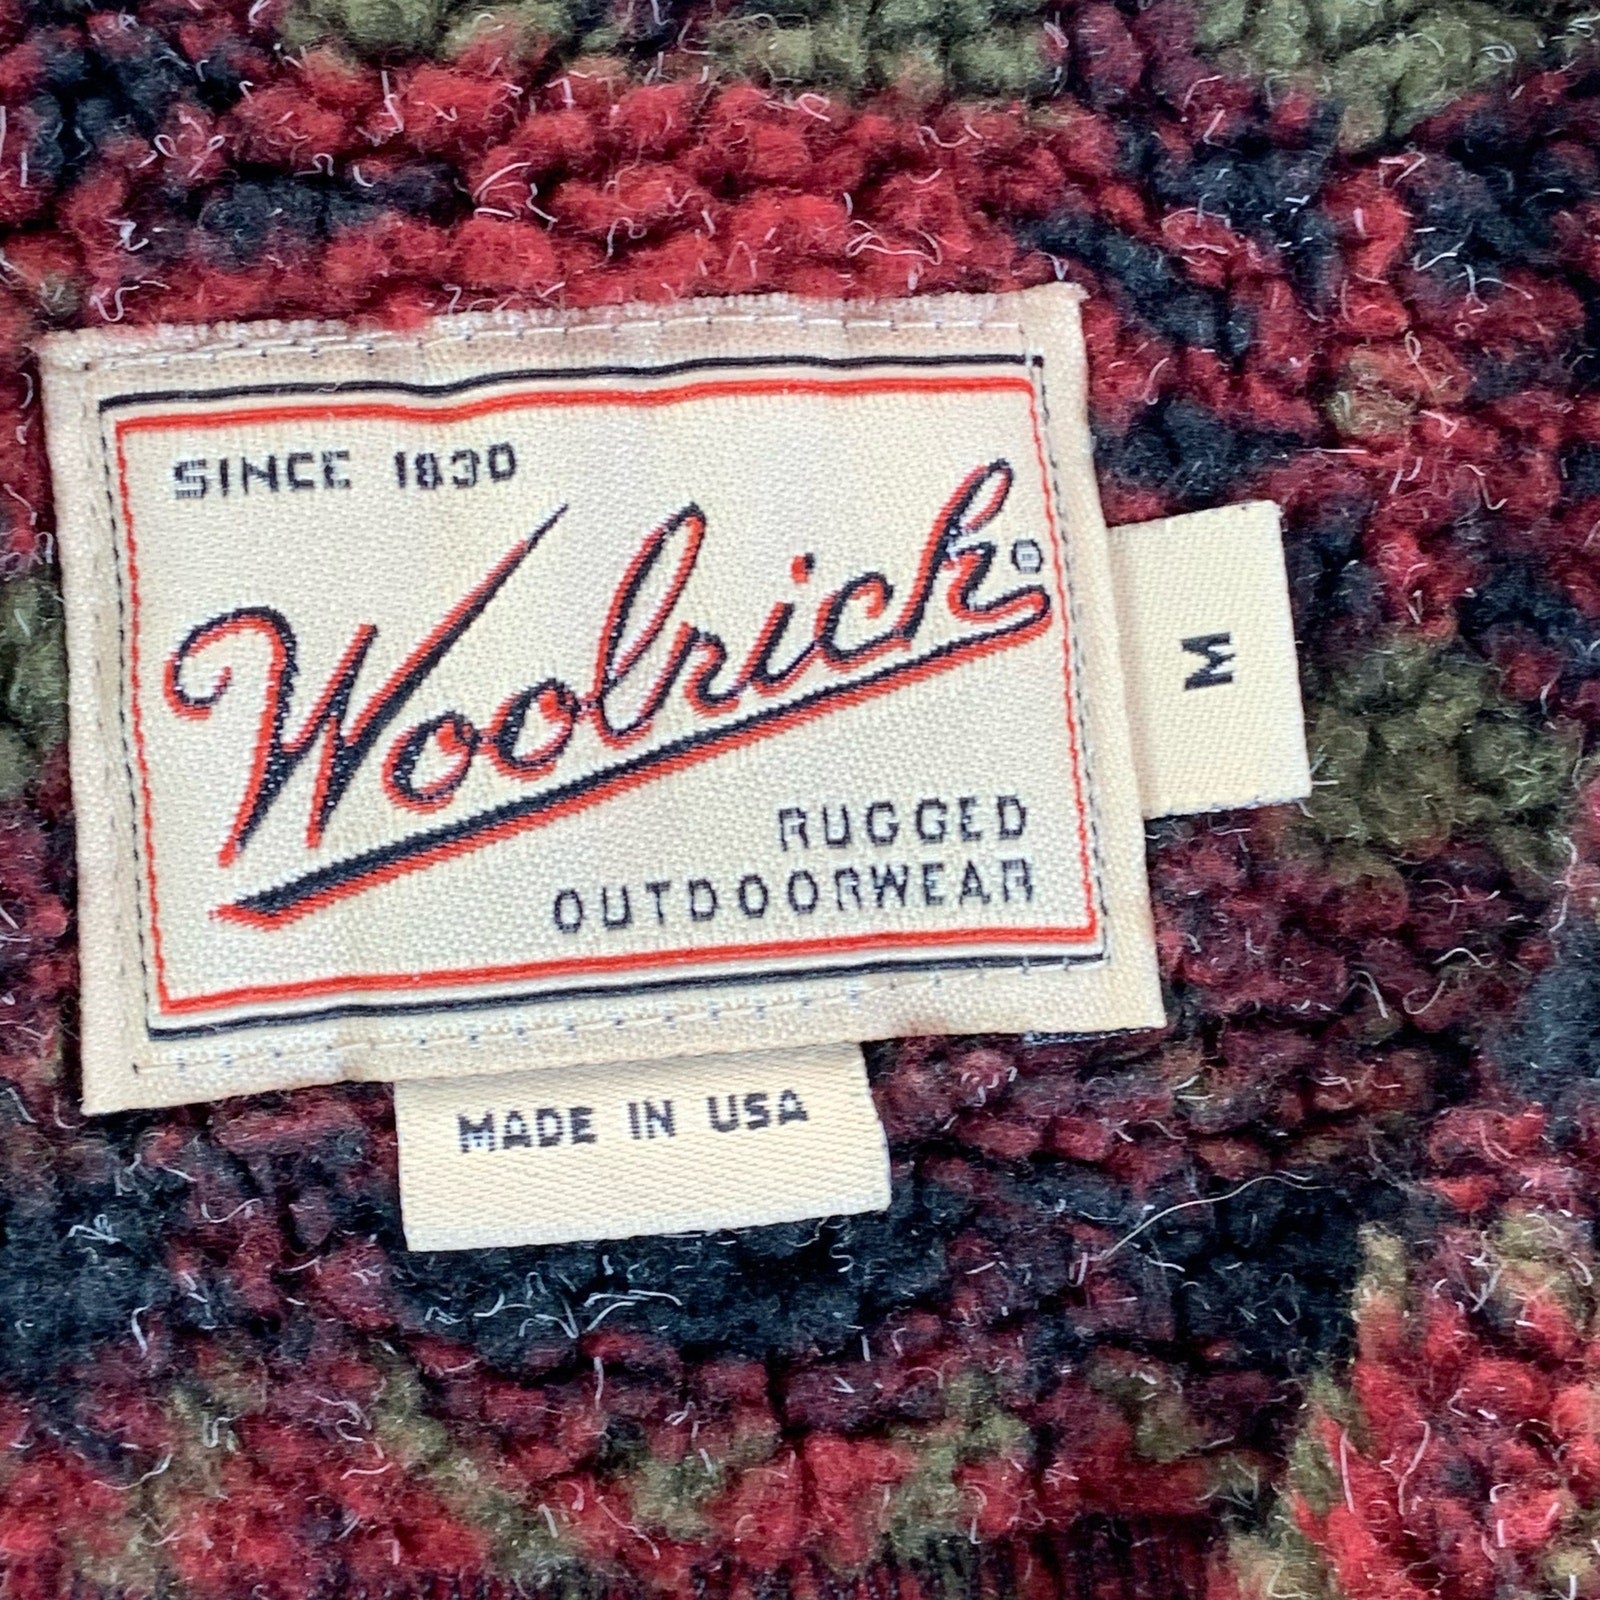 SINCE 1830
Woolrich®
RUGGED
OUTDOORWEAR
M
MADE IN USA